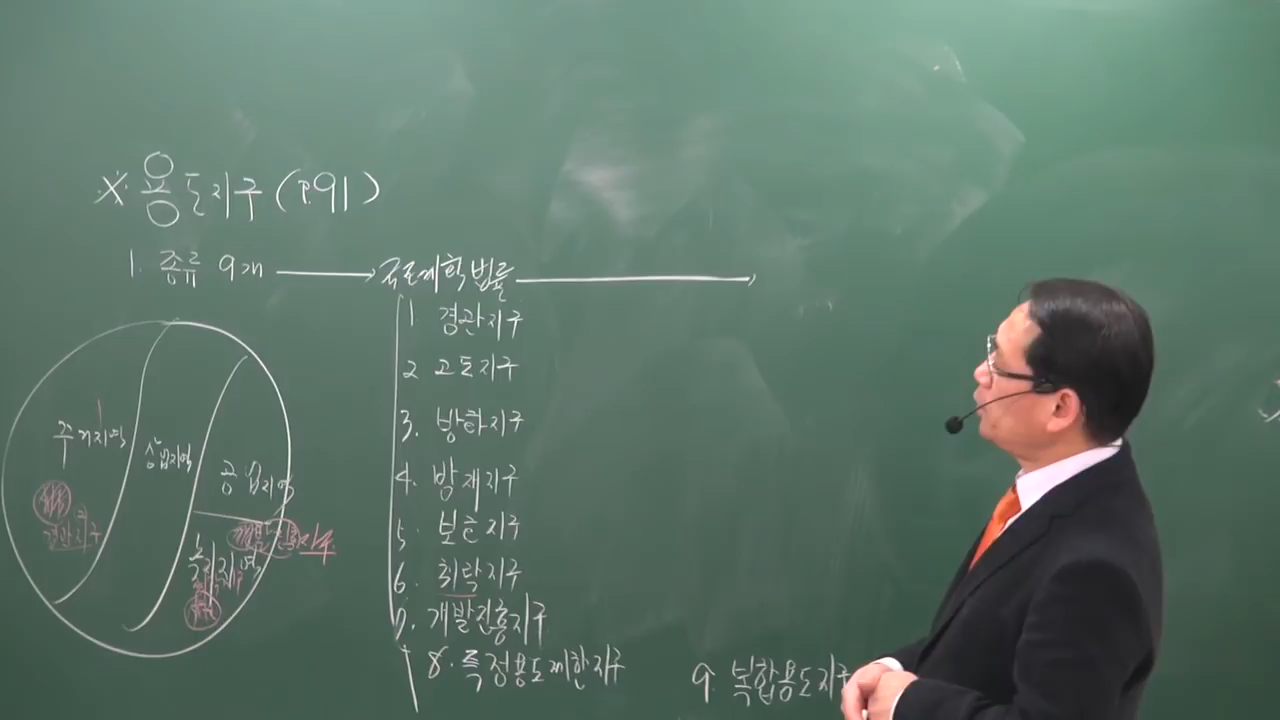 ※ 용도지구 (P.91)
1. 종류 9개 → 국토계획법률 →
1 경관지구
2 고도지구
3. 방화지구
4. 방재지구
5. 보호지구
6. 취락지구
7. 개발진흥지구
8. 특정용도제한지구
9. 복합용도지구
주거지역
상업지역
공업지역
녹지지역
경관지구